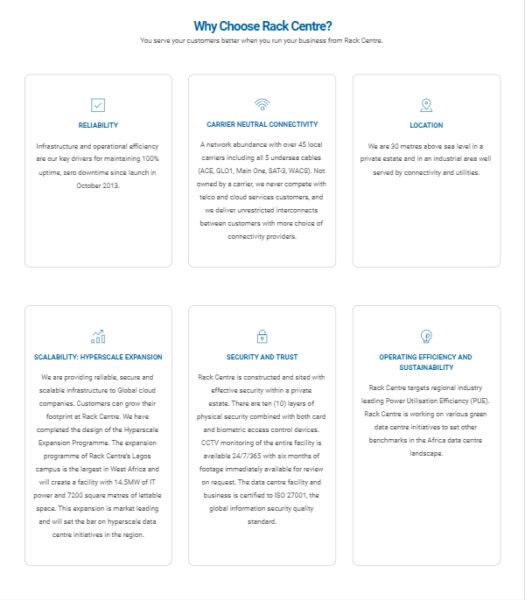 Why Choose Rack Centre?
You serve your customers better when you run your business from Rack Centre.
RELIABILITY
Infrastructure and operational efficiency
are our key drivers for maintaining 100%
uptime, zero downtime since launch in
October 2013.
CARRIER NEUTRAL CONNECTIVITY
A network abundance with over 45 local
carriers including all 5 undersea cables
(ACE, GLO1, Main One, SAT-3, WACS). Not
owned by a carrier, we never compete with
telco and cloud services customers, and
we deliver unrestricted interconnects
between customers with more choice of
connectivity providers.
LOCATION
We are 30 metres above sea level in a
private estate and in an industrial area well
served by connectivity and utilities.
SCALABILITY: HYPERSCALE EXPANSION
We are providing reliable, secure and
scalable infrastructure to Global cloud
companies. Customers can grow their
footprint at Rack Centre. We have
completed the design of the Hyperscale
Expansion Programme. The expansion
programme of Rack Centre's Lagos
campus is the largest in West Africa and
will create a facility with 14.5MW of IT
power and 7200 square metres of lettable
space. This expansion is market leading
and will set the bar on hyperscale data
centre initiatives in the region.
SECURITY AND TRUST
Rack Centre is constructed and sited with
effective security within a private
estate. There are ten (10) layers of
physical security combined with both card
and biometric access control devices.
CCTV monitoring of the entire facility is
available 24/7/365 with six months of
footage immediately available for review
on request. The data centre facility and
business is certified to ISO 27001, the
global information security quality
standard.
OPERATING EFFICIENCY AND
SUSTAINABILITY
Rack Centre targets regional industry
leading Power Utilisation Efficiency (PUE).
Rack Centre is working on various green
data centre initiatives to set other
benchmarks in the Africa data centre
landscape.